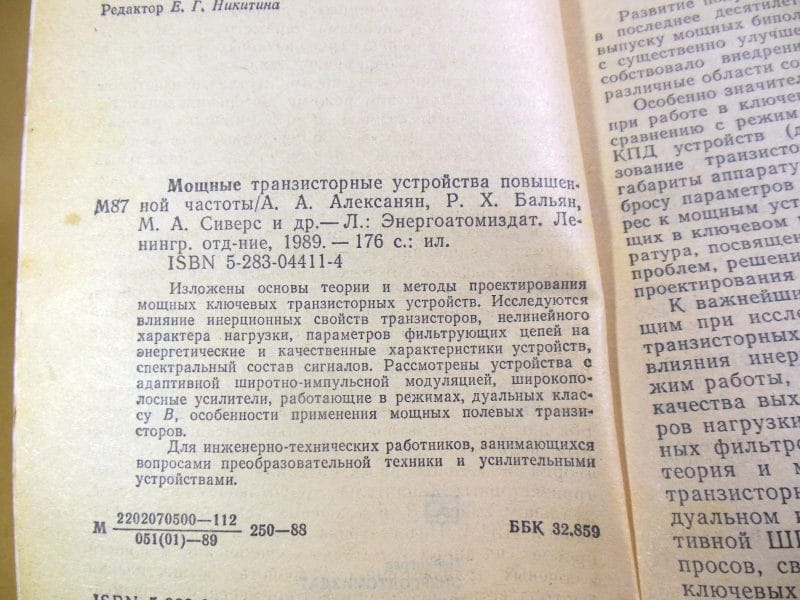 Редактор Е. Г. Никитина
Мощные транзисторные устройства повышен-
М87 ной частоты/А. А. Алексанян, Р. Х. Бальян,
М. А. Сиверс и др.— Л.: Энергоатомиздат. Ле-
нингр. отд-ние, 1989. — 176 с.: ил.
ISBN 5-283-04411-4
Изложены основы теории и методы проектирования
мощных ключевых транзисторных устройств. Исследуются
влияние инерционных свойств транзисторов, нелинейного
характера нагрузки, параметров фильтрующих цепей на
энергетические и качественные характеристики устройств,
спектральный состав сигналов. Рассмотрены устройства с
адаптивной широтно-импульсной модуляцией, широкопо-
лосные усилители, работающие в режимах, дуальных клас-
су В, особенности применения мощных полевых транзи-
сторов.
Для инженерно-технических работников, занимающихся
вопросами преобразовательной техники и усилительными
устройствами.
2202070500—112
М 250—88 ББК 32.859
051(01)—89
Развитие
в последнее десятиле
выпуску мощных бипол
с существенно улучше
собствовало внедрени
различные области со
Особенно значител
при работе в ключе
сравнению с режим
КПД устройств (д
зование транзисто
габариты аппарату
бросу параметров
рес к мощным уст
щих в ключевом
ратура, посвящен
проблем, решени
проектирования
К важнейши
щим при иссле
транзисторных
влияния инер
жим работы,
качества вых
ров нагрузки
ных фильтро
теория и м
транзисторн
дуальном
тивной ШИ
просов, св
ключевых